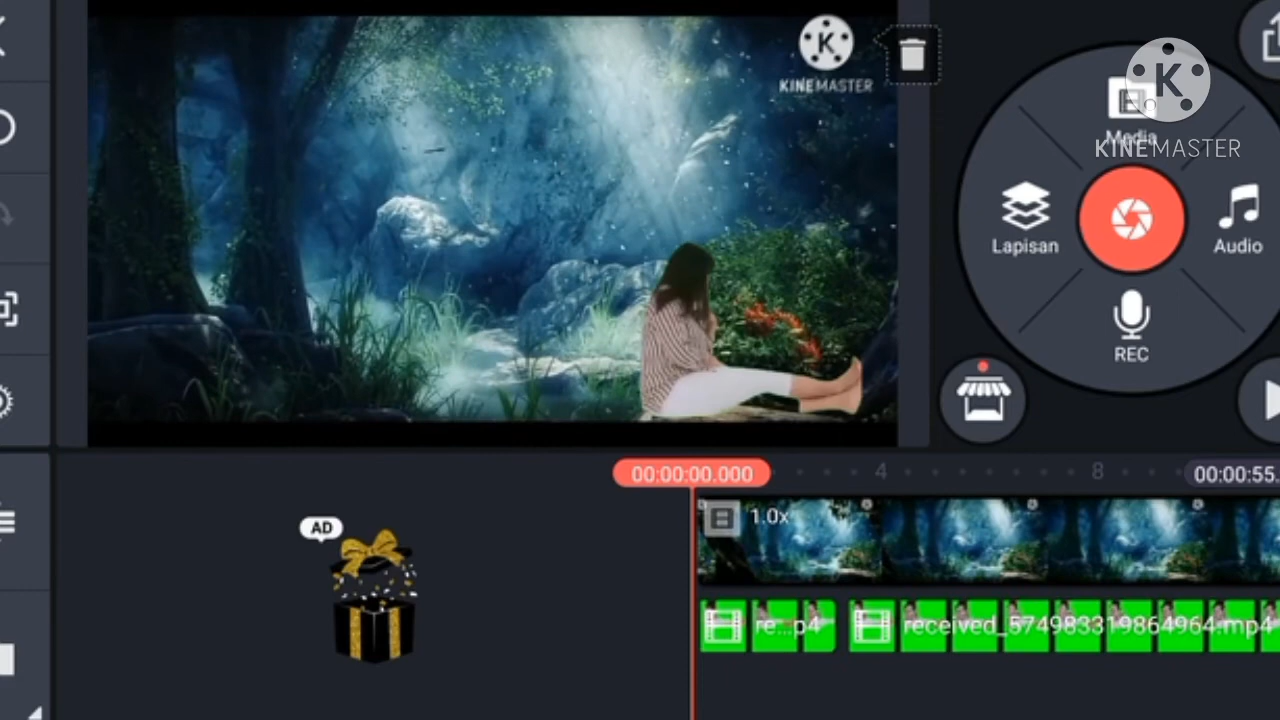 KINEMASTER
Media
KINEMASTER
Lapisan
Audio
REC
00:00:00.000
4
8
00:00:55.
AD
1.0x
re...p4
received_574983319864964.mp4